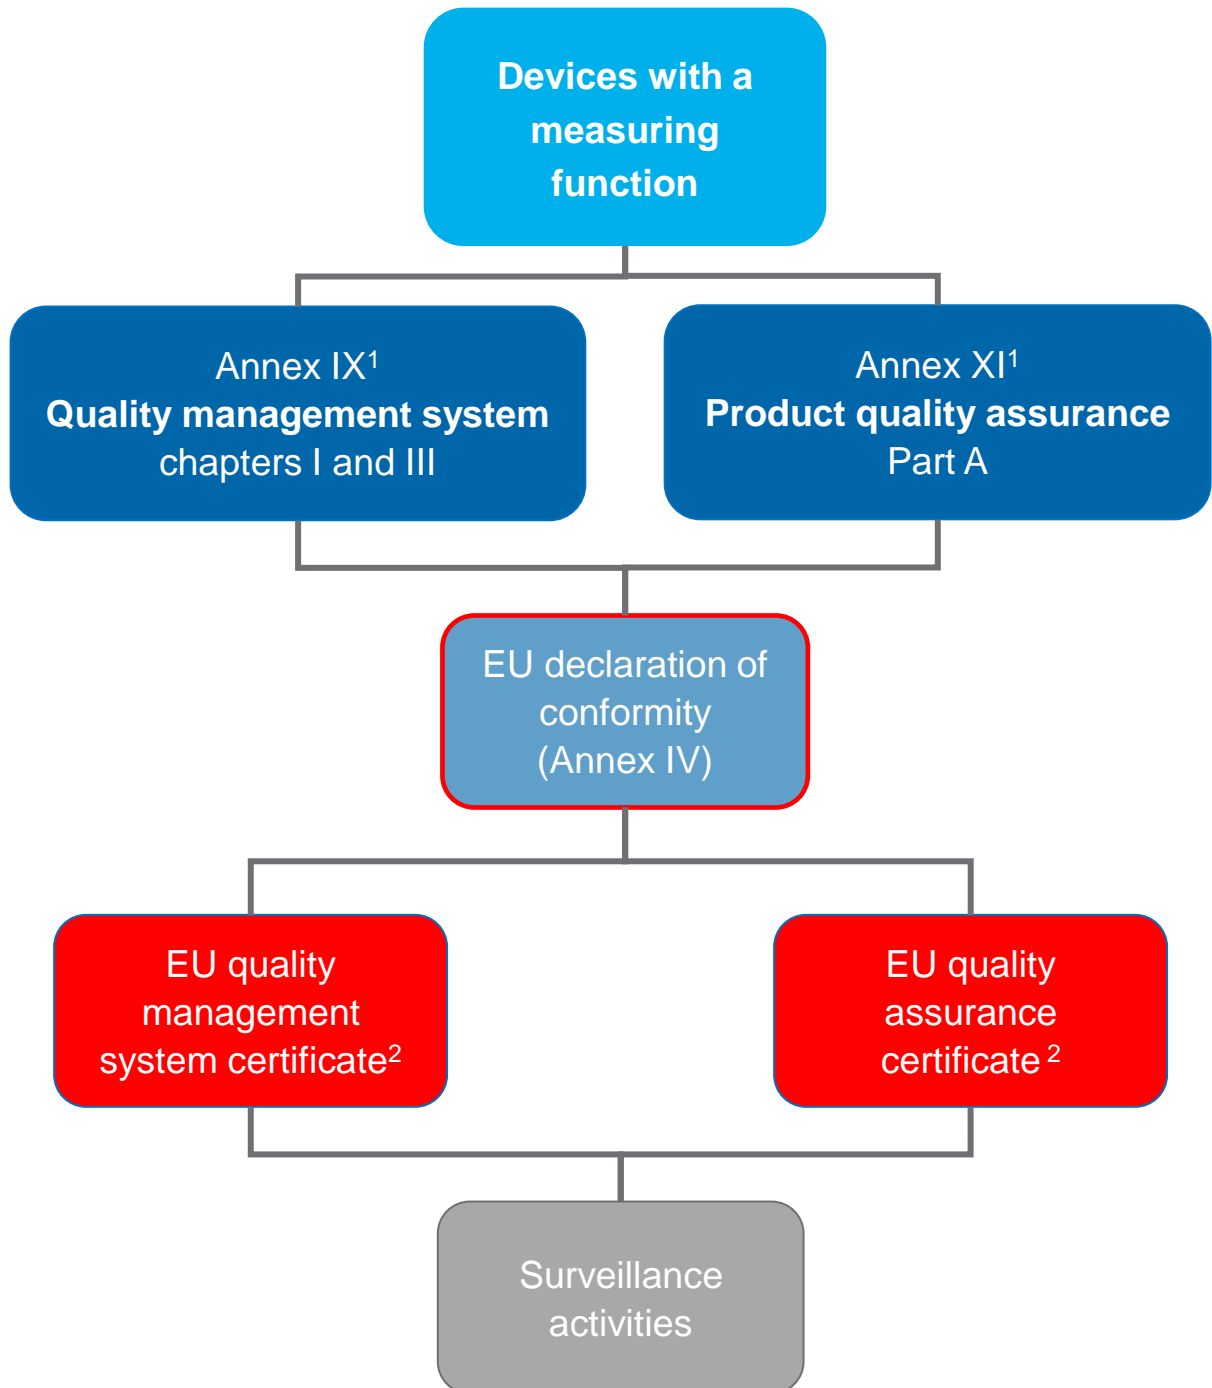 Devices with a
measuring
function
Annex IX¹
Quality management system
chapters I and III
Annex XI¹
Product quality assurance
Part A
EU declaration of
conformity
(Annex IV)
EU quality
management
system certificate²
EU quality
assurance
certificate ²
Surveillance
activities